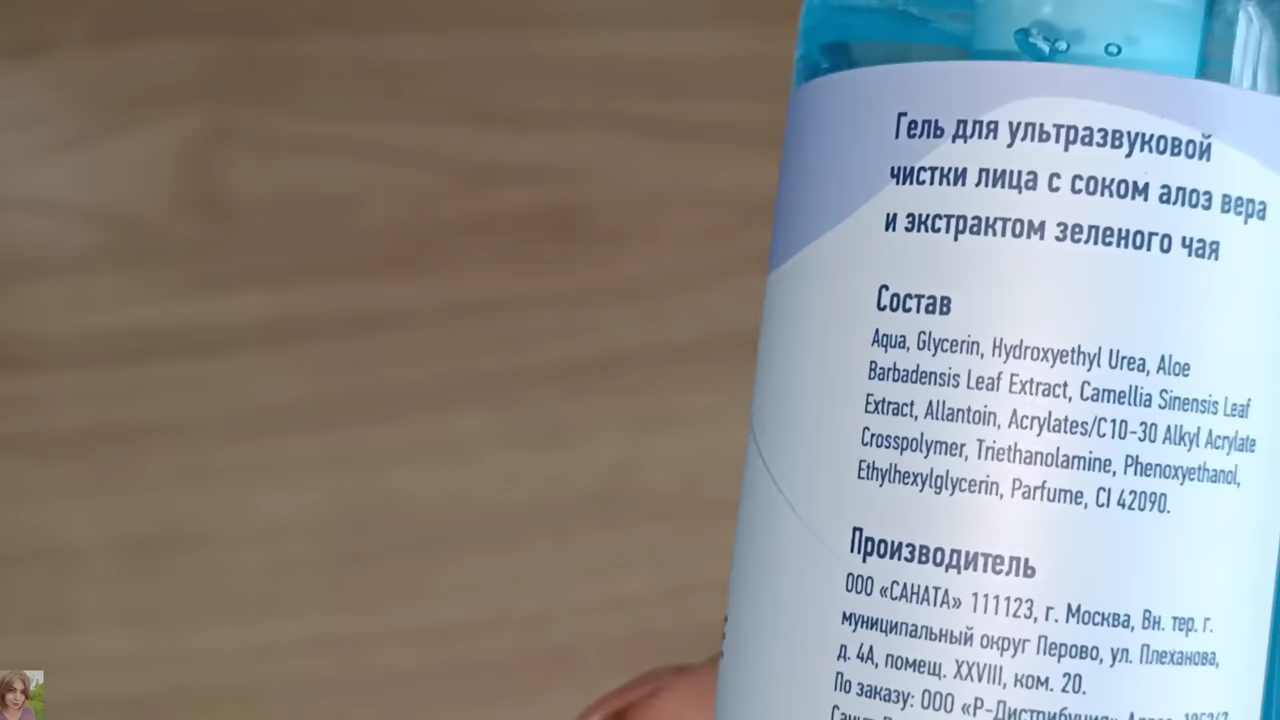 Гель для ультразвуковой
чистки лица с соком алоэ вера
и экстрактом зеленого чая
Состав
Aqua, Glycerin, Hydroxyethyl Urea, Aloe
Barbadensis Leaf Extract, Camellia Sinensis Leaf
Extract, Allantoin, Acrylates/C10-30 Alkyl Acrylate
Crosspolymer, Triethanolamine, Phenoxyethanol,
Ethylhexylglycerin, Parfume, CI 42090.
Производитель
ООО «САНАТА» 111123, г. Москва, Вн. тер. г.
муниципальный округ Перово, ул. Плеханова,
д. 4А, помещ. XXVIII, ком. 20.
По заказу: ООО «Р-Дистрибуция»